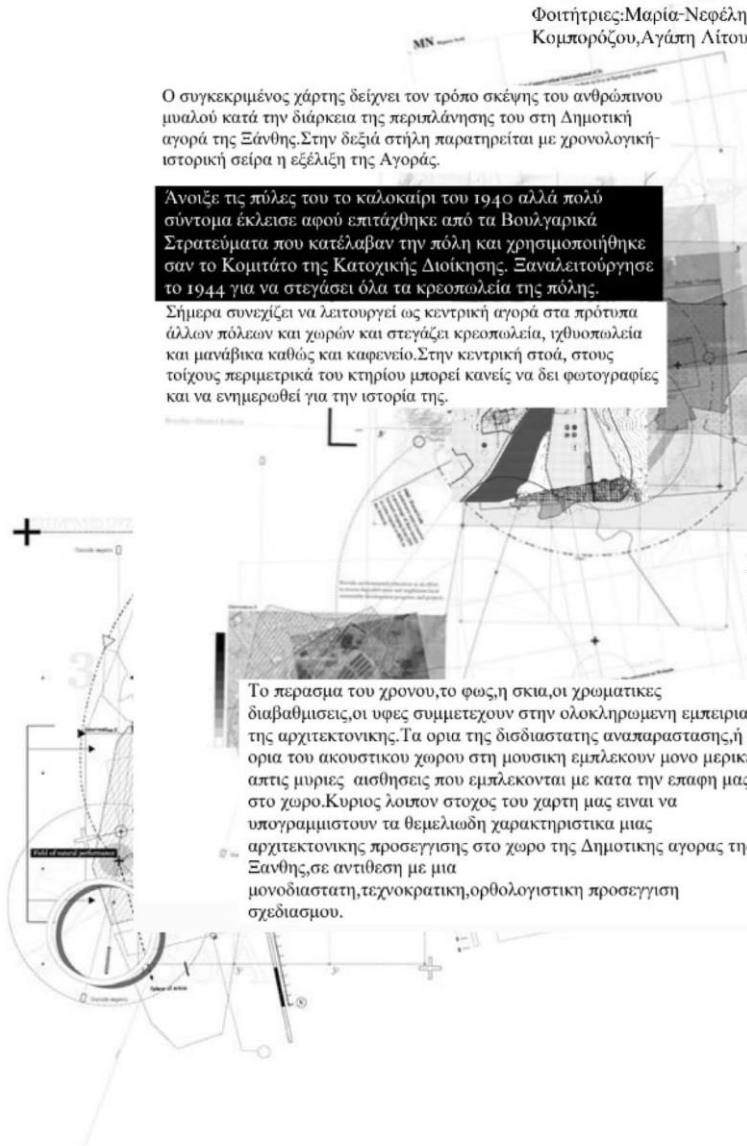 Φοιτήτριες:Μαρία-Νεφέλη
Κομπορόζου,Αγάπη Λίτου
MN
Ο συγκεκριμένος χάρτης δείχνει τον τρόπο σκέψης του ανθρώπινου
μυαλού κατά την διάρκεια της περιπλάνησης του στη Δημοτική
αγορά της Ξάνθης.Στην δεξιά στήλη παρατηρείται με χρονολογική-
ιστορική σείρα η εξέλιξη της Αγοράς.
Άνοιξε τις πύλες του το καλοκαίρι του 1940 αλλά πολύ
σύντομα έκλεισε αφού επιτάχθηκε από τα Βουλγαρικά
Στρατεύματα που κατέλαβαν την πόλη και χρησιμοποιήθηκε
σαν το Κομιτάτο της Κατοχικής Διοίκησης. Ξαναλειτούργησε
το 1944 για να στεγάσει όλα τα κρεοπωλεία της πόλης.
Σήμερα συνεχίζει να λειτουργεί ως κεντρική αγορά στα πρότυπα
άλλων πόλεων και χωρών και στεγάζει κρεοπωλεία, ιχθυοπωλεία
και μανάβικα καθώς και καφενείο.Στην κεντρική στοά, στους
τοίχους περιμετρικά του κτηρίου μπορεί κανείς να δει φωτογραφίες
και να ενημερωθεί για την ιστορία της.
Το περασμα του χρονου,το φως,η σκια,οι χρωματικες
διαβαθμισεις,οι υφες συμμετεχουν στην ολοκληρωμενη εμπειρια
της αρχιτεκτονικης.Τα ορια της δισδιαστατης αναπαραστασης,ή
ορια του ακουστικου χωρου στη μουσικη εμπλεκουν μονο μερικε
απτις μυριες αισθησεις που εμπλεκονται με κατα την επαφη μας
στο χωρο.Κυριος λοιπον στοχος του χαρτη μας ειναι να
υπογραμμιστουν τα θεμελιωδη χαρακτηριστικα μιας
αρχιτεκτονικης προσεγγισης στο χωρο της Δημοτικης αγορας της
Ξανθης,σε αντιθεση με μια
μονοδιαστατη,τεχνοκρατικη,ορθολογιστικη προσεγγιση
σχεδιασμου.
3
Field of natural performance